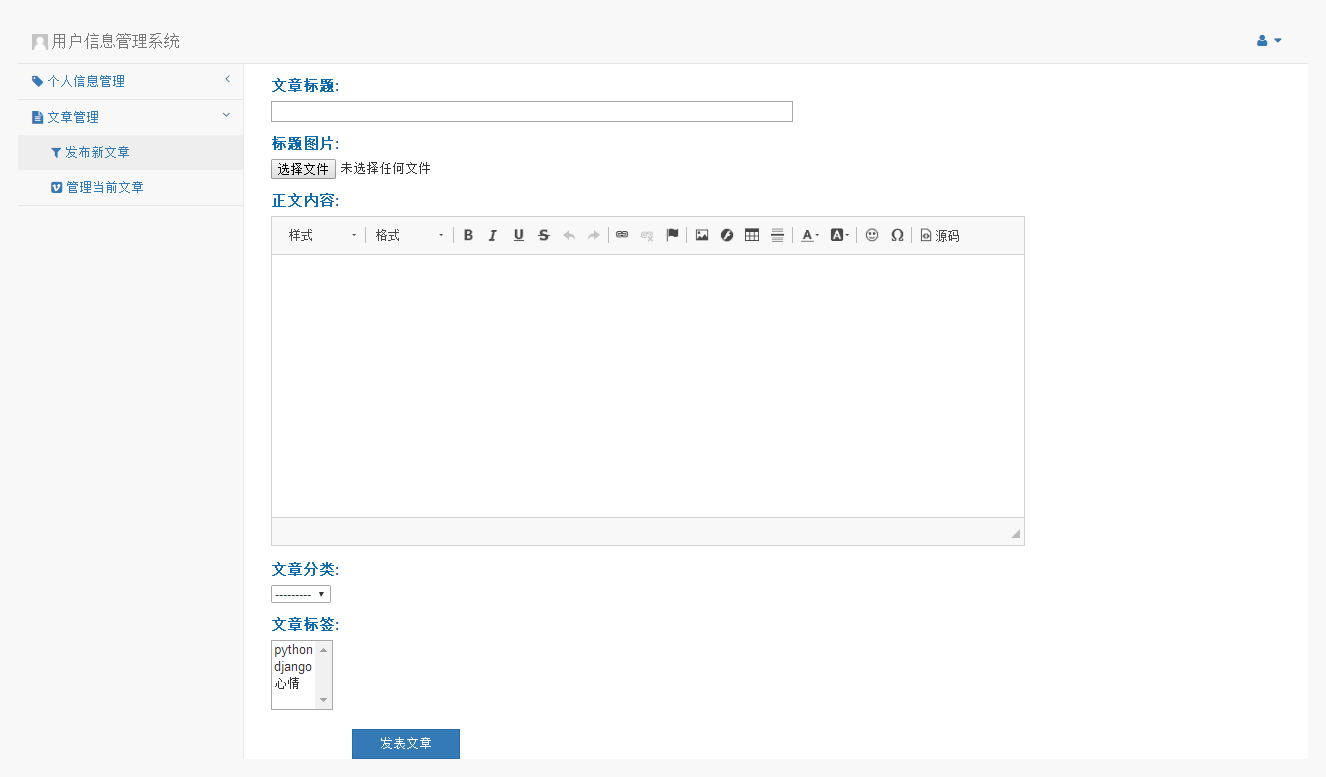 用户信息管理系统
个人信息管理
文章管理
发布新文章
管理当前文章
文章标题:
标题图片:
选择文件 未选择任何文件
正文内容:
样式 格式 B I U S A A Ω 源码
文章分类:
---------
文章标签:
python
django
心情
发表文章